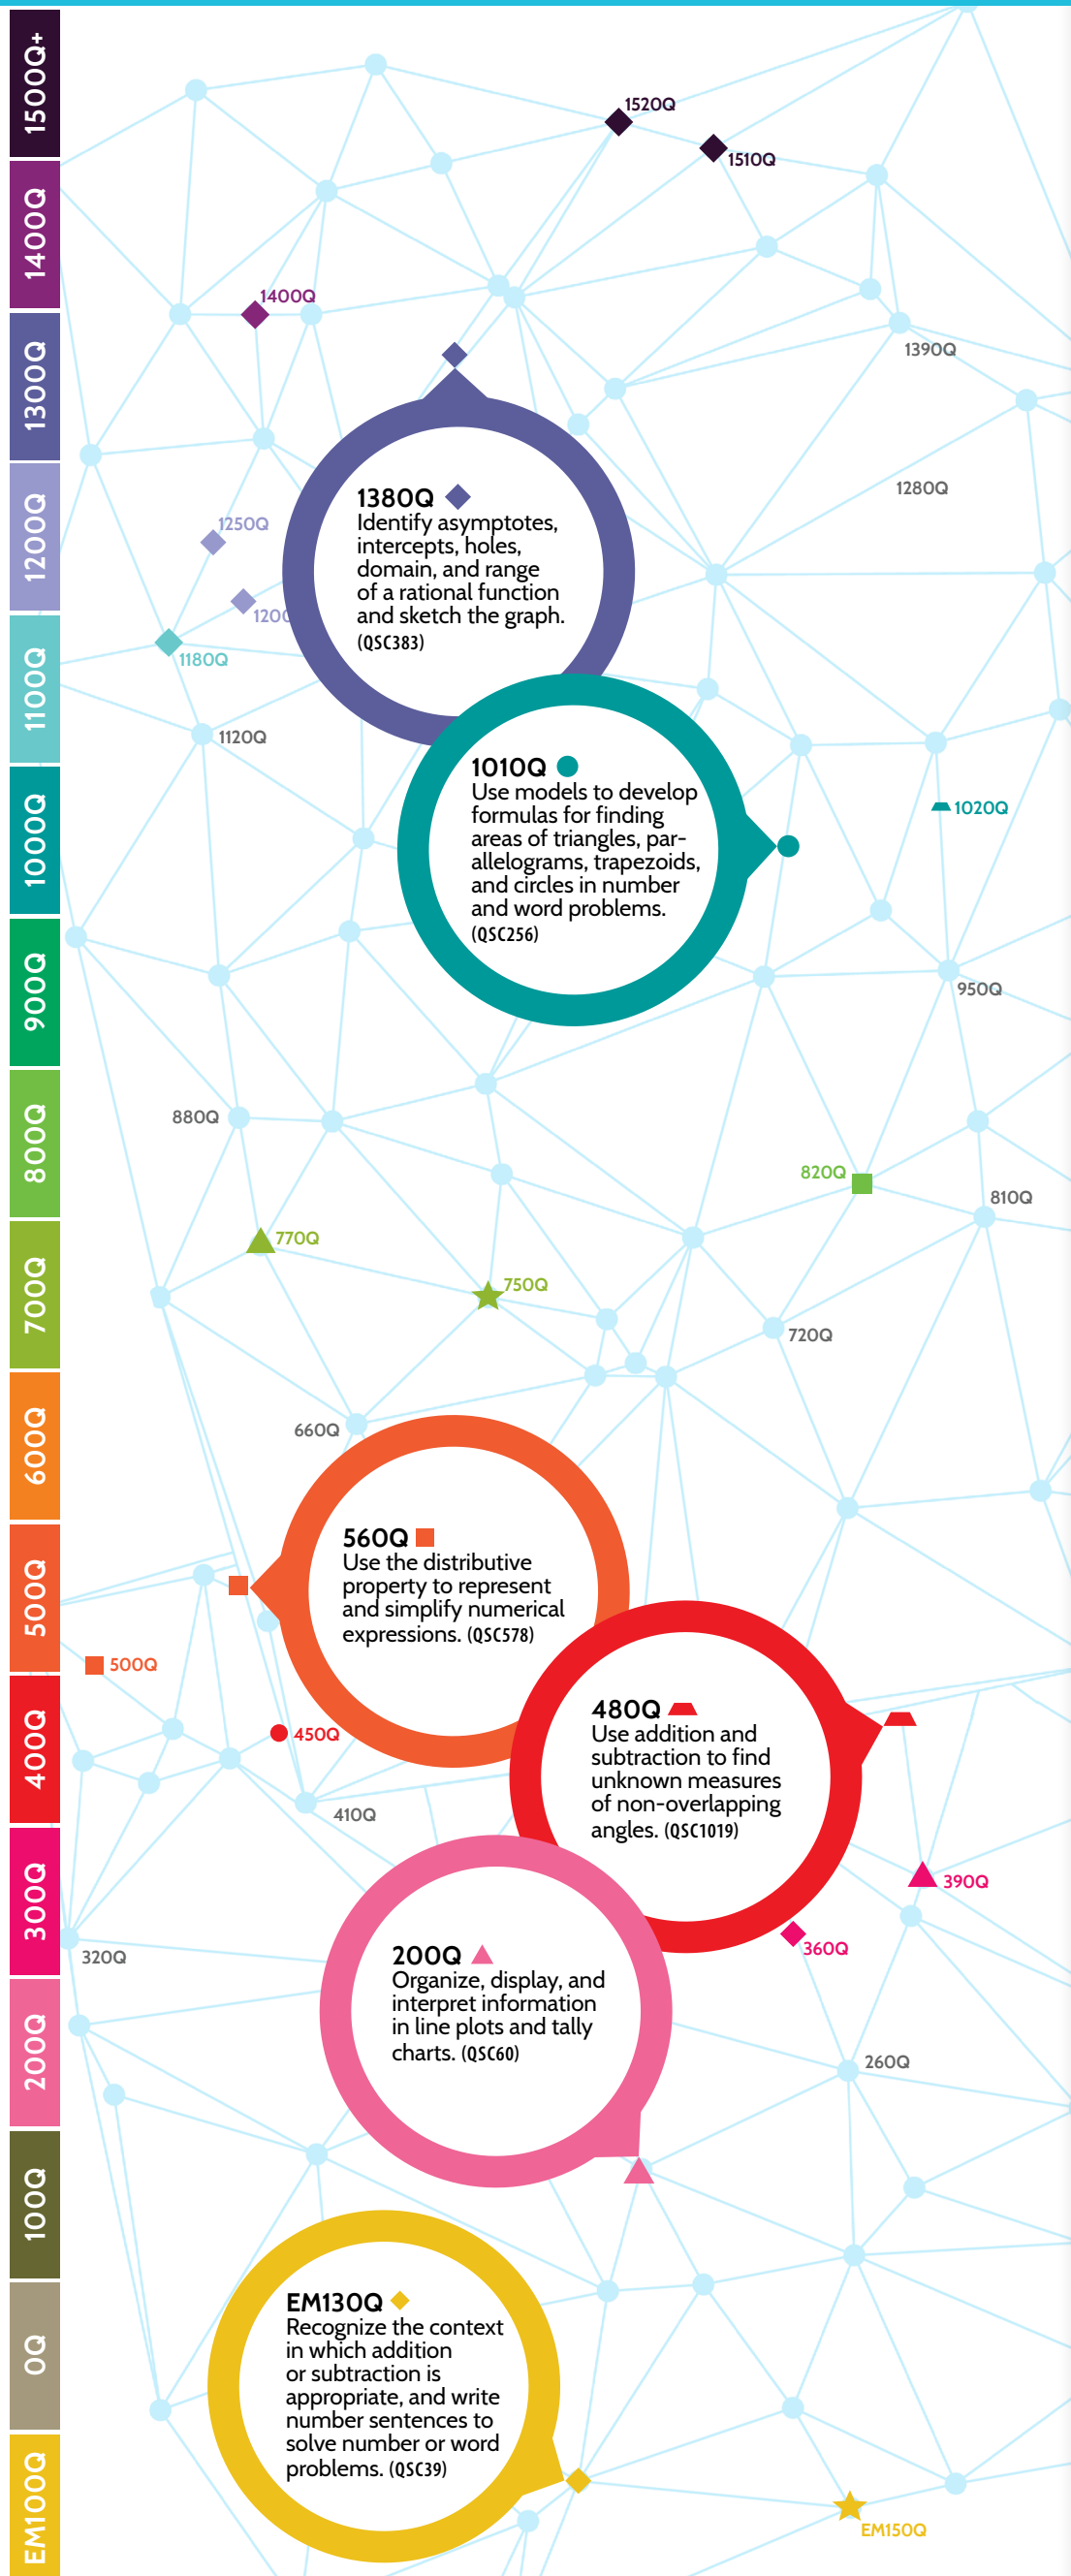 1500Q+
1400Q
1300Q
1200Q
1100Q
1000Q
900Q
800Q
700Q
600Q
500Q
400Q
300Q
200Q
100Q
0Q
EM100Q
1520Q
1510Q
1400Q
1390Q
1280Q
1380Q
Identify asymptotes,
intercepts, holes,
domain, and range
of a rational function
and sketch the graph.
(QSC383)
1250Q
1180Q
1120Q
1010Q
Use models to develop
formulas for finding
areas of triangles, par-
allelograms, trapezoids,
and circles in number
and word problems.
(QSC256)
1020Q
950Q
880Q
820Q
810Q
770Q
750Q
720Q
660Q
560Q
Use the distributive
property to represent
and simplify numerical
expressions. (QSC578)
500Q
450Q
410Q
480Q
Use addition and
subtraction to find
unknown measures
of non-overlapping
angles. (QSC1019)
390Q
360Q
320Q
200Q
Organize, display, and
interpret information
in line plots and tally
charts. (QSC60)
260Q
EM130Q
Recognize the context
in which addition
or subtraction is
appropriate, and write
number sentences to
solve number or word
problems. (QSC39)
EM150Q